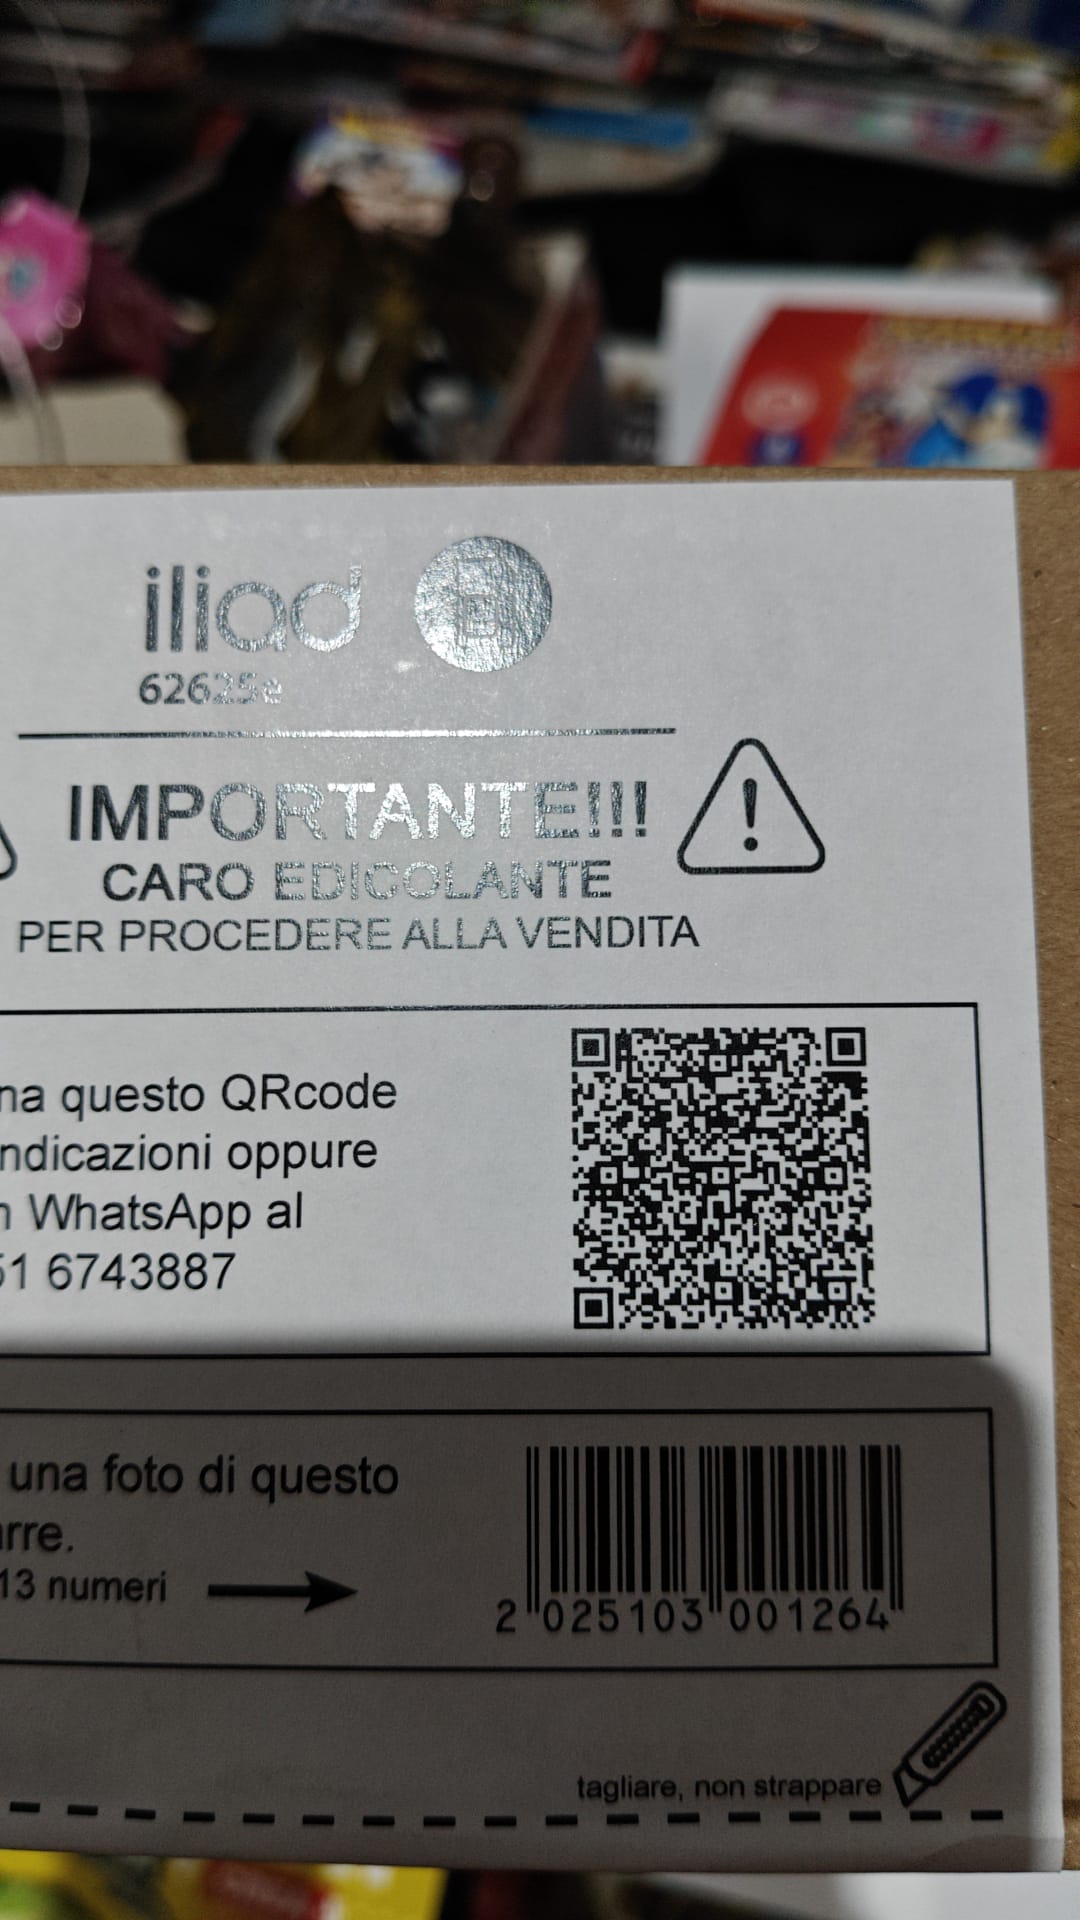 iliad
62625e
IMPORTANTE!!!
CARO EDICOLANTE
PER PROCEDERE ALLA VENDITA
na questo QRcode
ndicazioni oppure
n WhatsApp al
51 6743887
una foto di questo
arre.
13 numeri
2 025103 001264
tagliare, non strappare